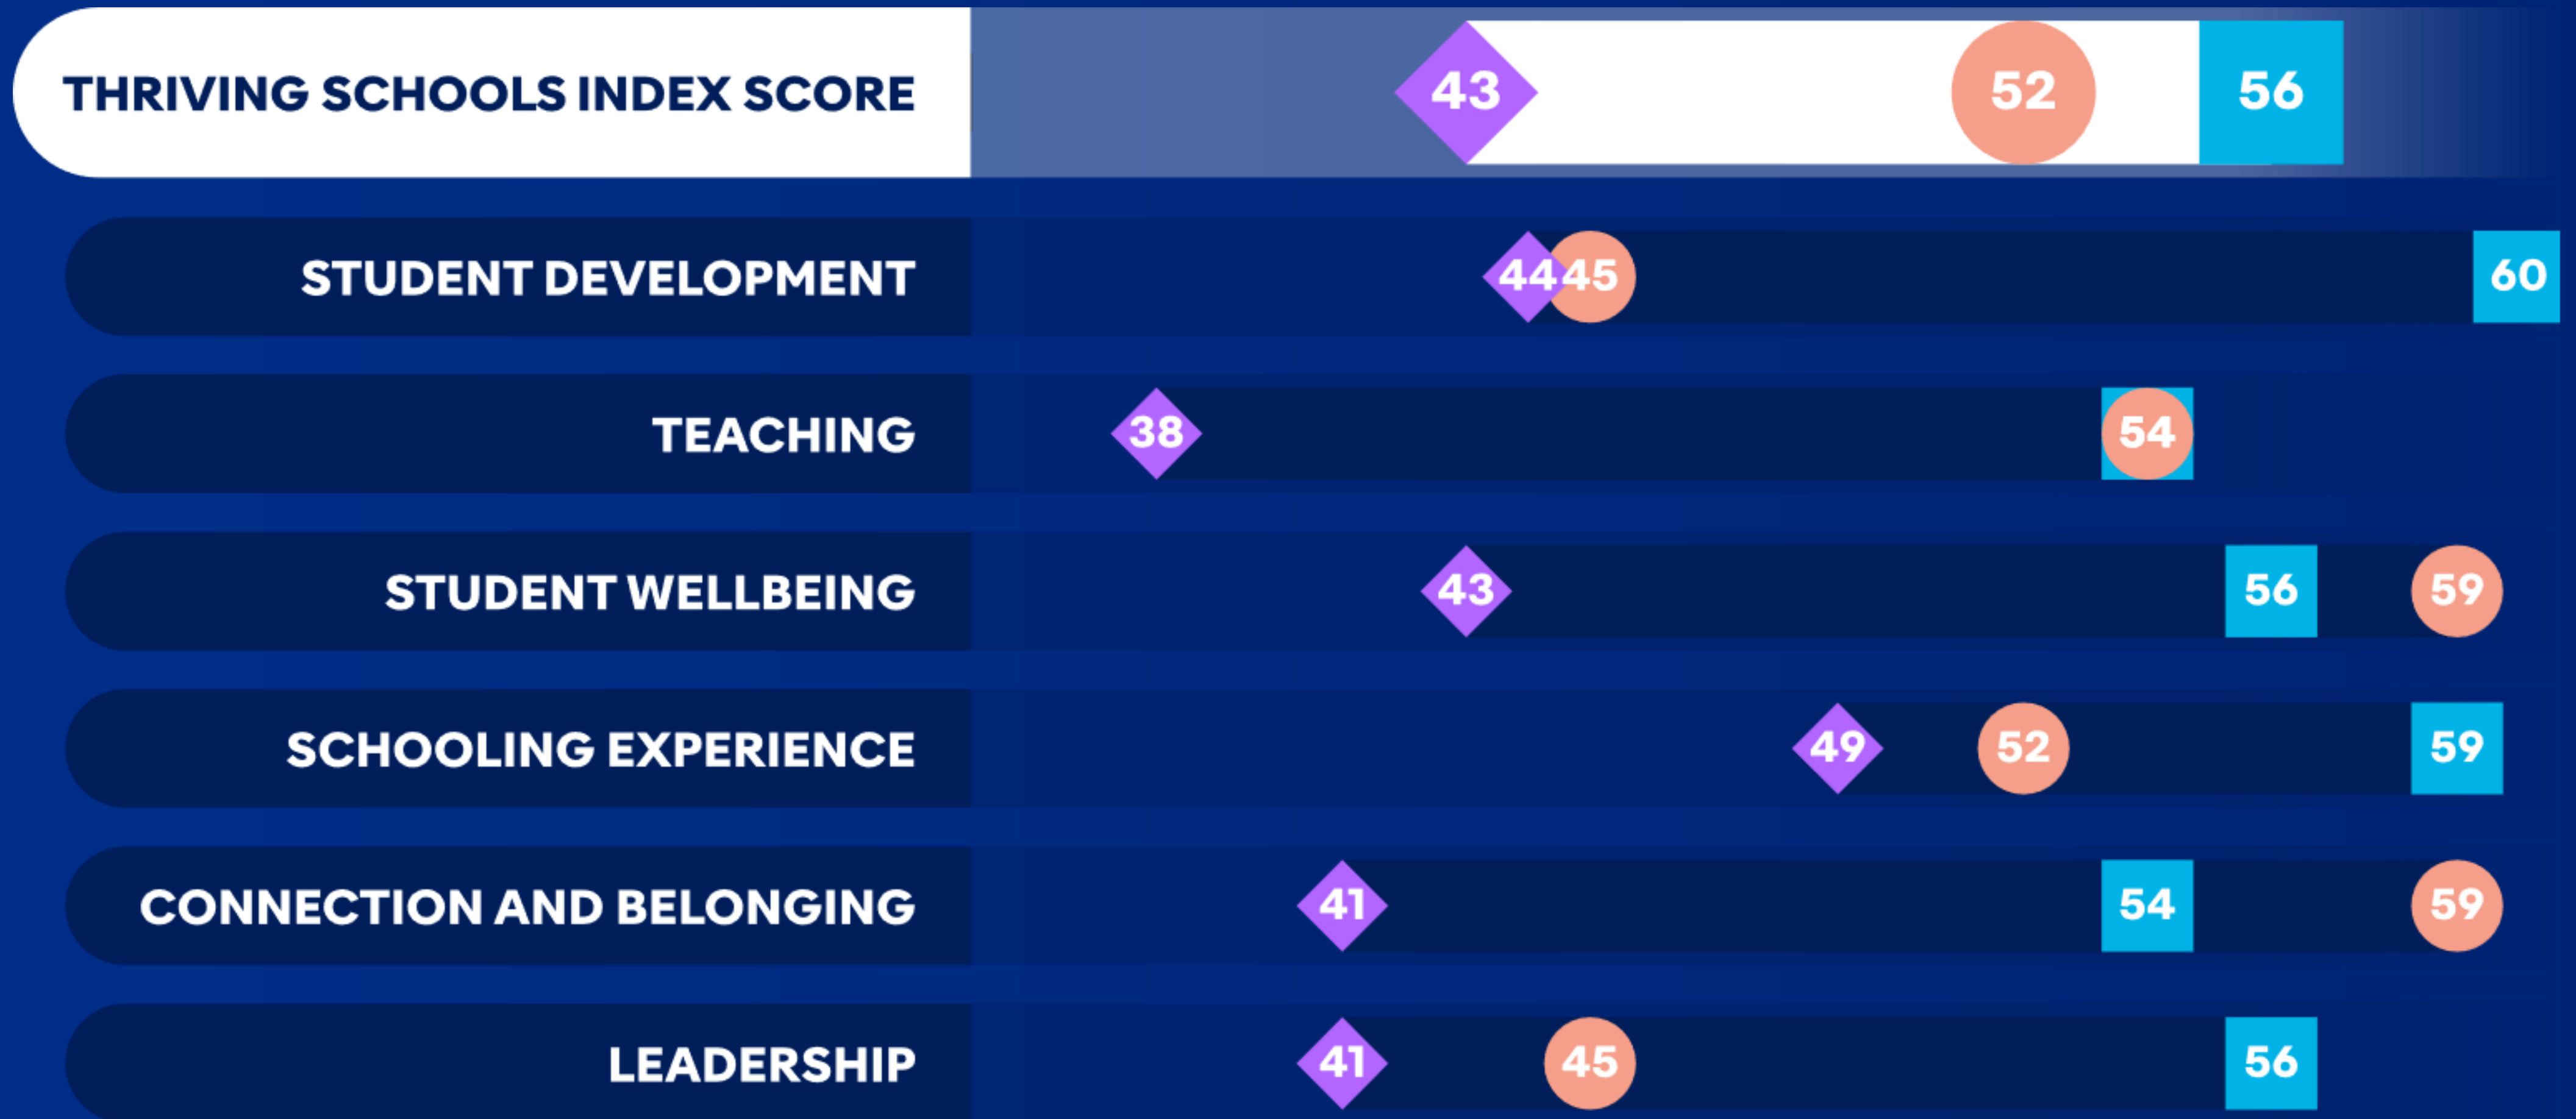 THRIVING SCHOOLS INDEX SCORE 43 52 56
STUDENT DEVELOPMENT 44 45 60
TEACHING 38 54
STUDENT WELLBEING 43 56 59
SCHOOLING EXPERIENCE 49 52 59
CONNECTION AND BELONGING 41 54 59
LEADERSHIP 41 45 56